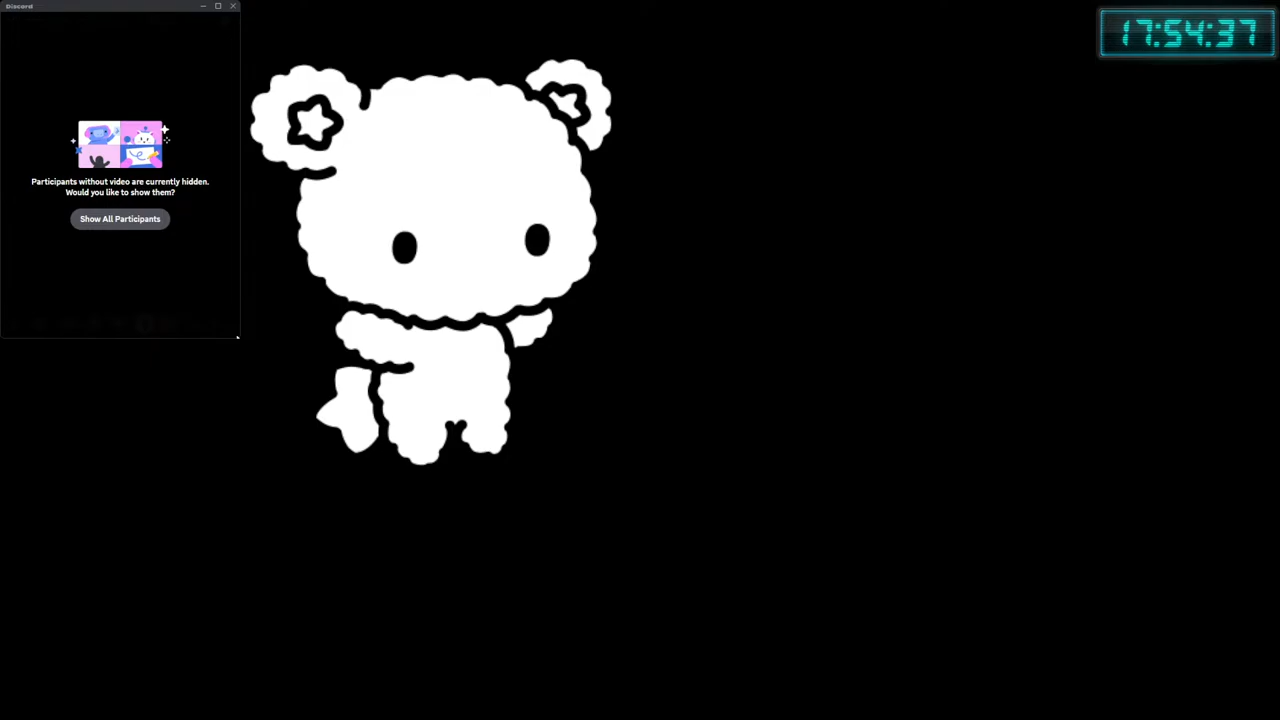 Discord
17:54:37
Participants without video are currently hidden.
Would you like to show them?
Show All Participants